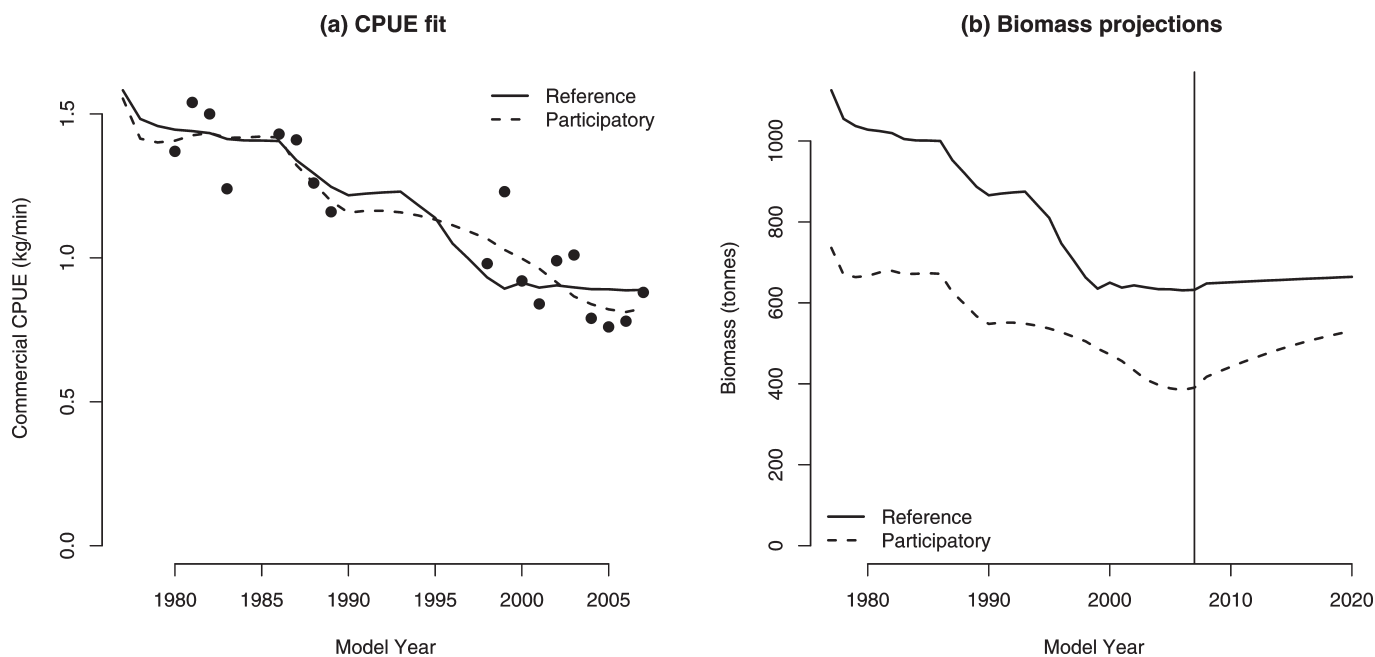 (a) CPUE fit
Reference
Participatory
Commercial CPUE (kg/min)
1.5
1.0
0.5
0.0
1980 1985 1990 1995 2000 2005
Model Year
(b) Biomass projections
Biomass (tonnes)
1000
800
600
400
200
0
Reference
Participatory
1980 1990 2000 2010 2020
Model Year